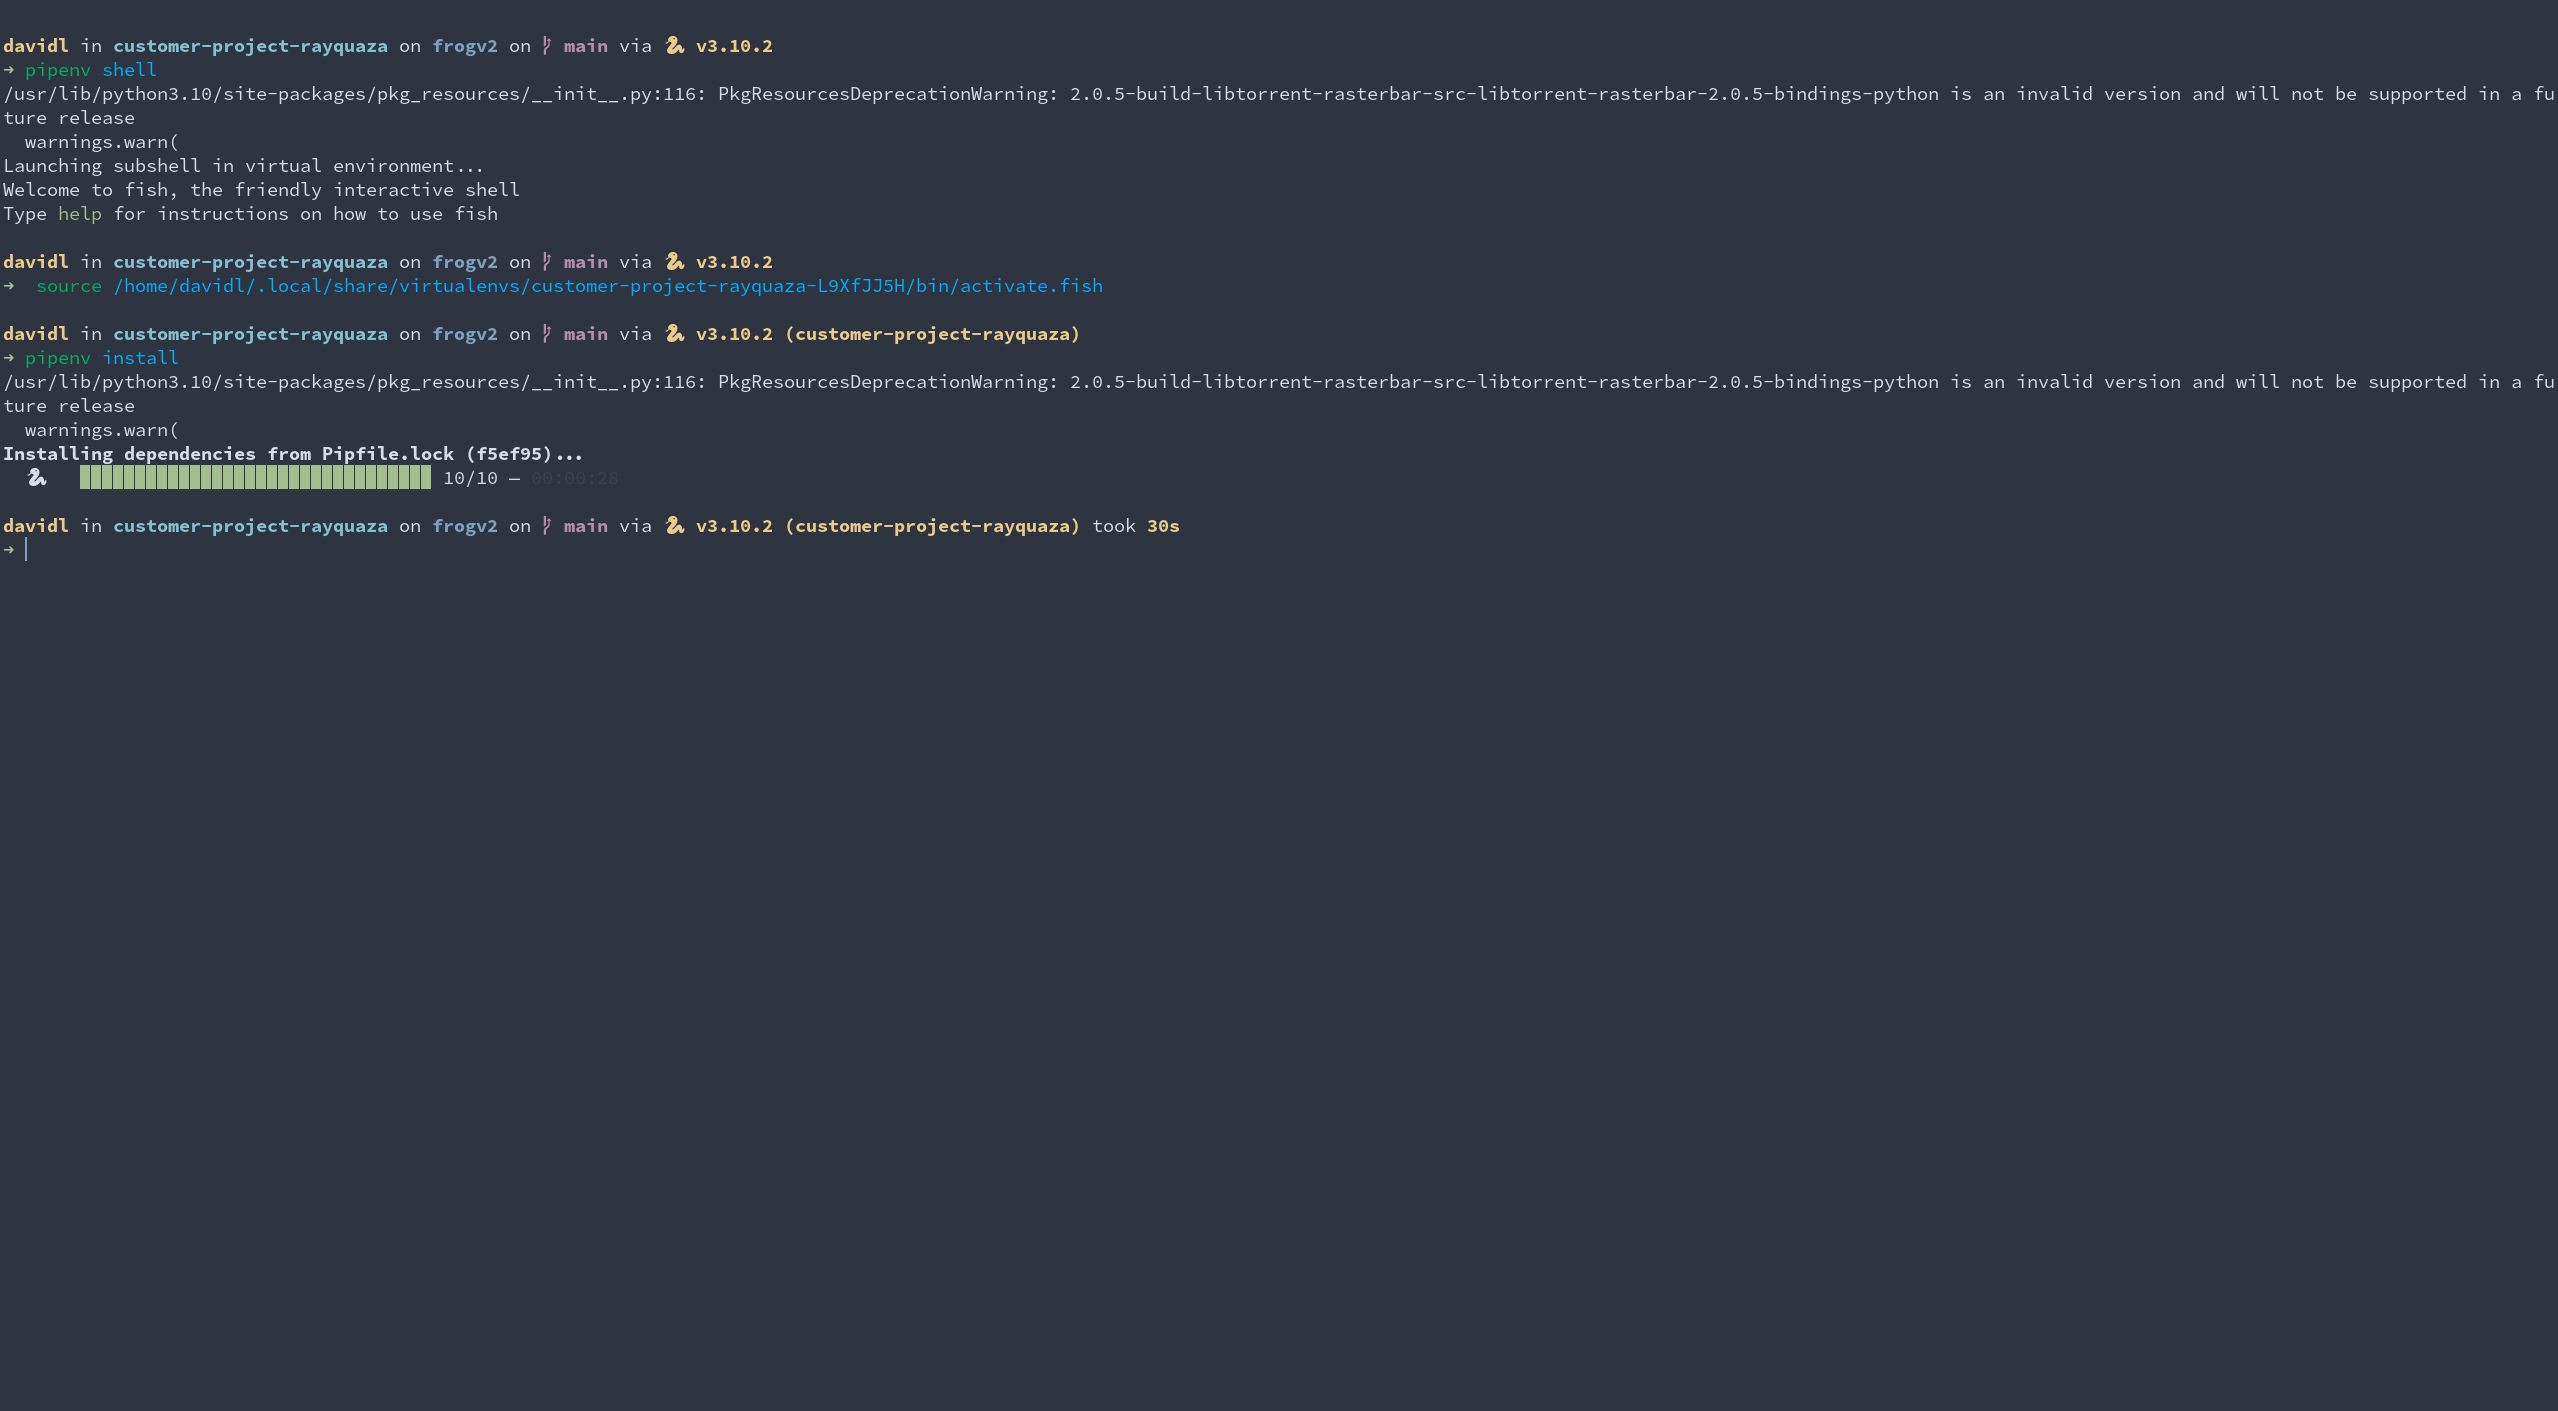 davidl in customer-project-rayquaza on frogv2 on main via 🐍 v3.10.2
➜ pipenv shell
/usr/lib/python3.10/site-packages/pkg_resources/__init__.py:116: PkgResourcesDeprecationWarning: 2.0.5-build-libtorrent-rasterbar-src-libtorrent-rasterbar-2.0.5-bindings-python is an invalid version and will not be supported in a fu
ture release
  warnings.warn(
Launching subshell in virtual environment...
Welcome to fish, the friendly interactive shell
Type help for instructions on how to use fish
davidl in customer-project-rayquaza on frogv2 on main via 🐍 v3.10.2
➜  source /home/davidl/.local/share/virtualenvs/customer-project-rayquaza-L9XfJJ5H/bin/activate.fish
davidl in customer-project-rayquaza on frogv2 on main via 🐍 v3.10.2 (customer-project-rayquaza)
➜ pipenv install
/usr/lib/python3.10/site-packages/pkg_resources/__init__.py:116: PkgResourcesDeprecationWarning: 2.0.5-build-libtorrent-rasterbar-src-libtorrent-rasterbar-2.0.5-bindings-python is an invalid version and will not be supported in a fu
ture release
  warnings.warn(
Installing dependencies from Pipfile.lock (f5ef95)...
  🐍 10/10 — 00:00:28
davidl in customer-project-rayquaza on frogv2 on main via 🐍 v3.10.2 (customer-project-rayquaza) took 30s
➜